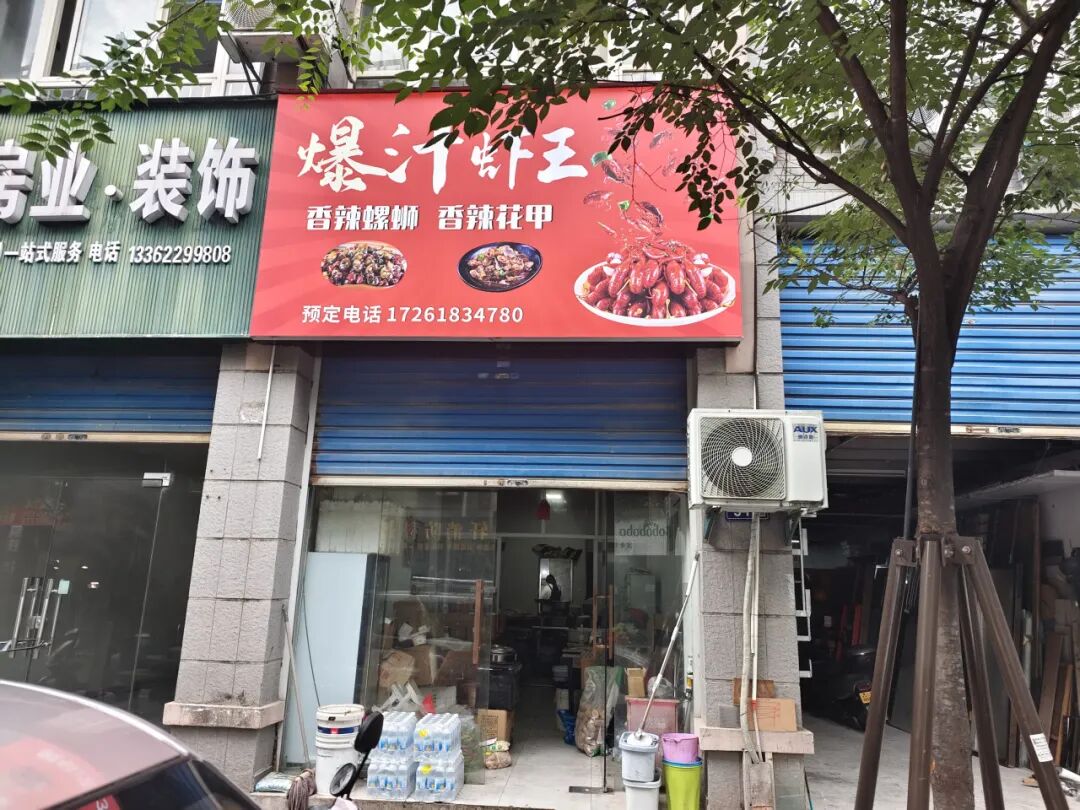 房业·装饰
一站式服务 电话 13362299808
爆汁虾王
香辣螺蛳 香辣花甲
预定电话 17261834780
AUX